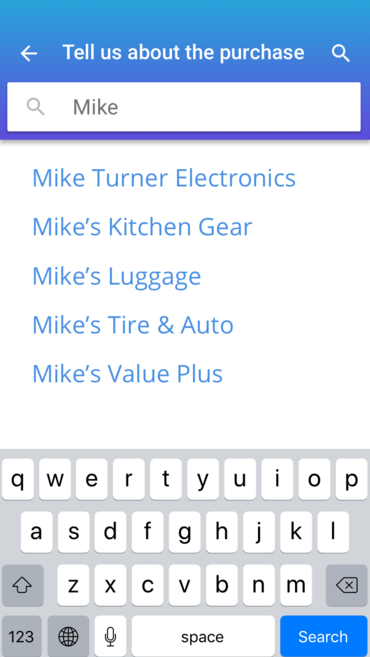 Tell us about the purchase
Mike
Mike Turner Electronics
Mike’s Kitchen Gear
Mike’s Luggage
Mike’s Tire & Auto
Mike’s Value Plus
q w e r t y u i o p
a s d f g h j k l
z x c v b n m
123 space Search